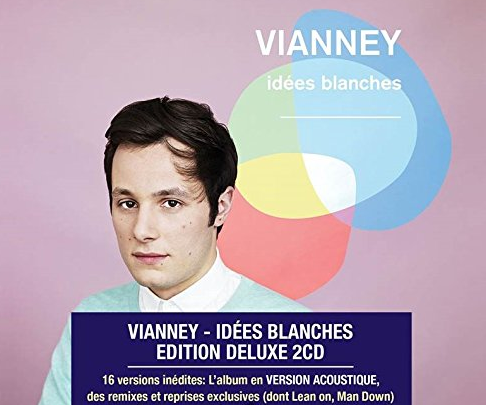 VIANNEY
idées blanches
VIANNEY - IDÉES BLANCHES
EDITION DELUXE 2CD
16 versions inédites: L'album en VERSION ACOUSTIQUE,
des remixes et reprises exclusives (dont Lean on, Man Down)